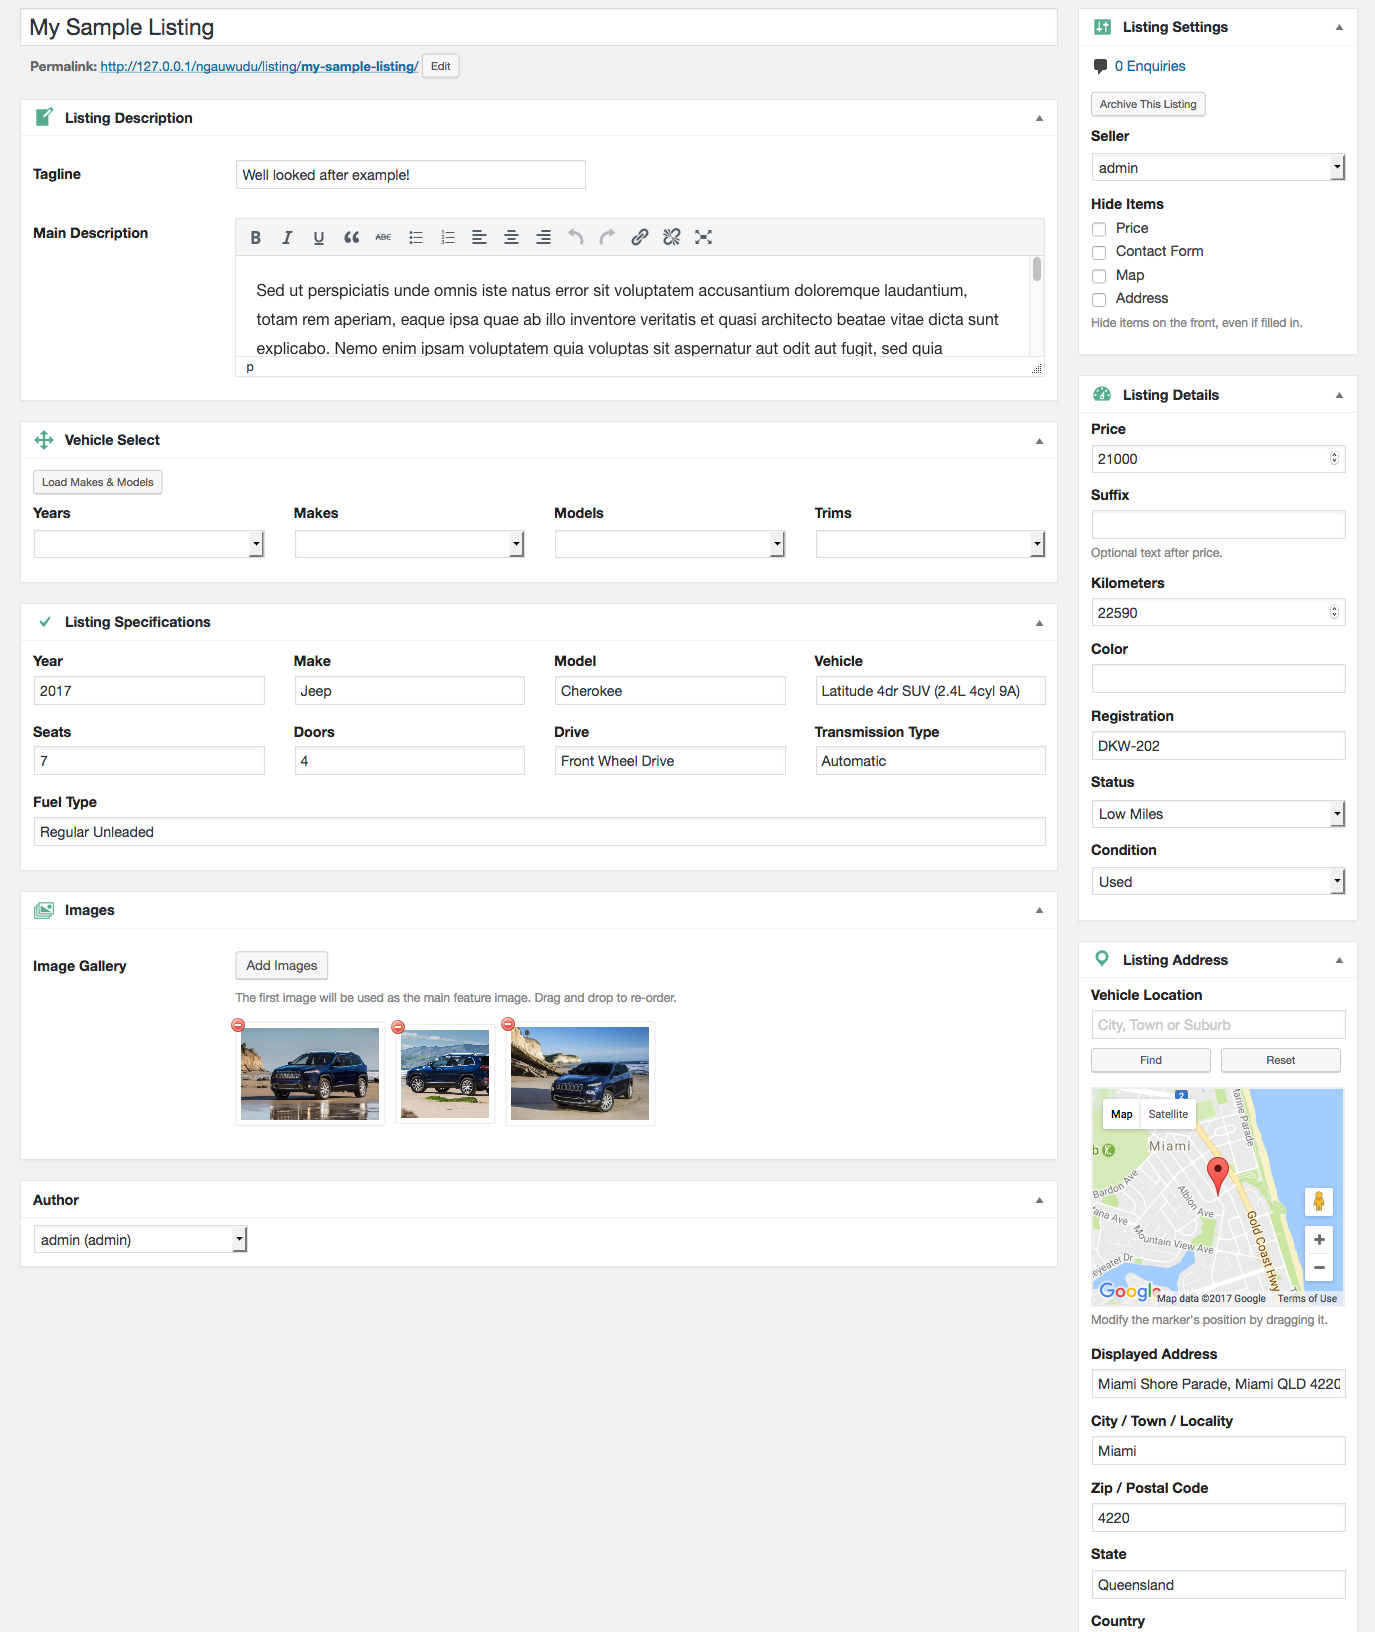 My Sample Listing
Permalink: http://127.0.0.1/ngauwudu/listing/my-sample-listing/ Edit
Listing Description
Tagline
Well looked after example!
Main Description
B I U ABC
Sed ut perspiciatis unde omnis iste natus error sit voluptatem accusantium doloremque laudantium,
totam rem aperiam, eaque ipsa quae ab illo inventore veritatis et quasi architecto beatae vitae dicta sunt
explicabo. Nemo enim ipsam voluptatem quia voluptas sit aspernatur aut odit aut fugit, sed quia
p
Vehicle Select
Load Makes & Models
Years Makes Models Trims
Listing Specifications
Year Make Model Vehicle
2017 Jeep Cherokee Latitude 4dr SUV (2.4L 4cyl 9A)
Seats Doors Drive Transmission Type
7 4 Front Wheel Drive Automatic
Fuel Type
Regular Unleaded
Images
Image Gallery
Add Images
The first image will be used as the main feature image. Drag and drop to re-order.
Author
admin (admin)
Listing Settings
0 Enquiries
Archive This Listing
Seller
admin
Hide Items
Price
Contact Form
Map
Address
Hide items on the front, even if filled in.
Listing Details
Price
21000
Suffix
Optional text after price.
Kilometers
22590
Color
Registration
DKW-202
Status
Low Miles
Condition
Used
Listing Address
Vehicle Location
City, Town or Suburb
Find Reset
2
Map Satellite
arine Parade
Miami
b
Bardon Ave
Albion Ave
ana Ave
Mountain View Ave
Gold Coast Hwy
eyeater Dr
Google
Map data ©2017 Google Terms of Use
Modify the marker's position by dragging it.
Displayed Address
Miami Shore Parade, Miami QLD 4220
City / Town / Locality
Miami
Zip / Postal Code
4220
State
Queensland
Country